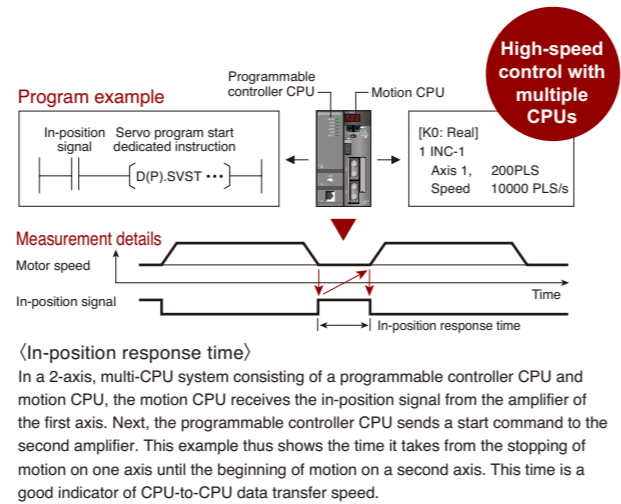 High-speed
control with
multiple
CPUs
Programmable
controller CPU
Motion CPU
Program example
In-position
signal
Servo program start
dedicated instruction
D(P).SVST •••
[K0: Real]
1 INC-1
Axis 1, 200PLS
Speed 10000 PLS/s
Measurement details
Motor speed
Time
In-position signal
In-position response time
〈In-position response time〉
In a 2-axis, multi-CPU system consisting of a programmable controller CPU and
motion CPU, the motion CPU receives the in-position signal from the amplifier of
the first axis. Next, the programmable controller CPU sends a start command to the
second amplifier. This example thus shows the time it takes from the stopping of
motion on one axis until the beginning of motion on a second axis. This time is a
good indicator of CPU-to-CPU data transfer speed.